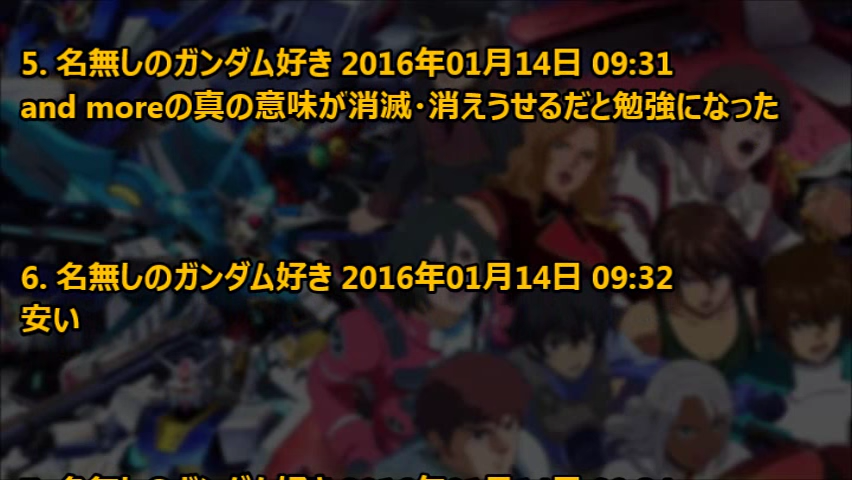 5. 名無しのガンダム好き 2016年01月14日 09:31
and moreの真の意味が消滅・消えうせるだと勉強になった
6. 名無しのガンダム好き 2016年01月14日 09:32
安い